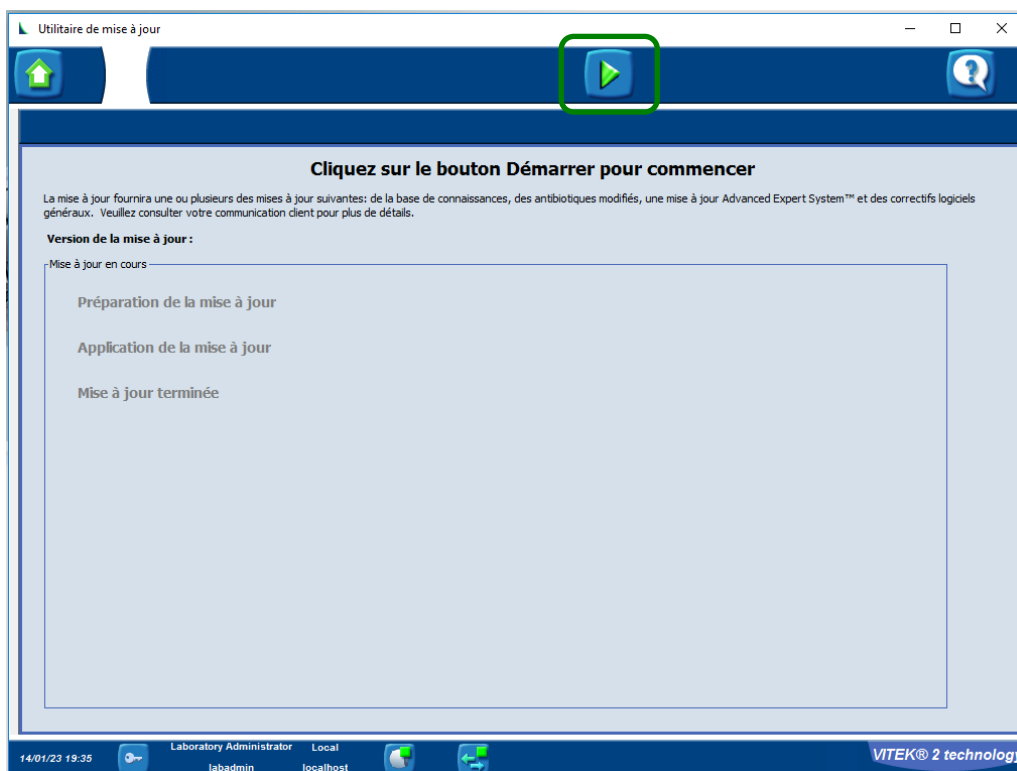 Utilitaire de mise à jour
Cliquez sur le bouton Démarrer pour commencer
La mise à jour fournira une ou plusieurs des mises à jour suivantes: de la base de connaissances, des antibiotiques modifiés, une mise à jour Advanced Expert System™ et des correctifs logiciels
généraux. Veuillez consulter votre communication client pour plus de détails.
Version de la mise à jour :
Mise à jour en cours
Préparation de la mise à jour
Application de la mise à jour
Mise à jour terminée
Laboratory Administrator Local
14/01/23 19:35
labadmin localhost
VITEK® 2 technology